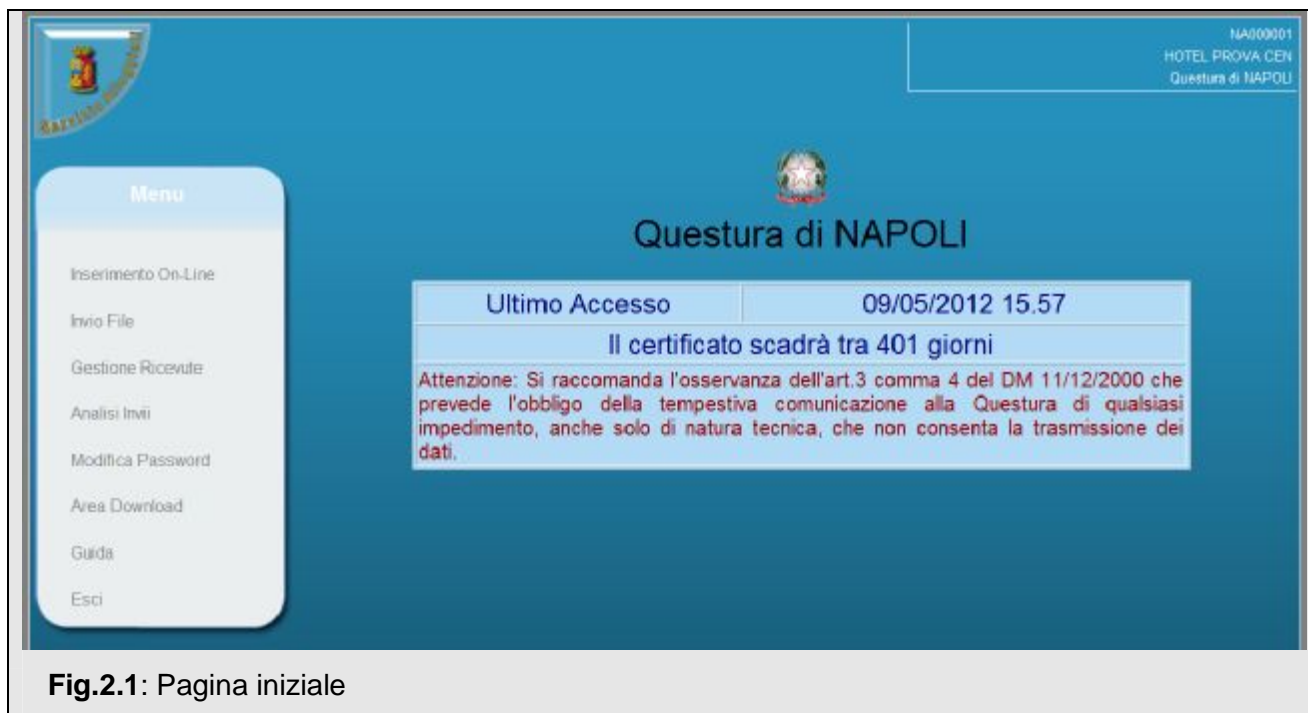 NA000001
HOTEL PROVA CEN
Questura di NAPOLI
Menu
Inserimento On-Line
Invio File
Gestione Ricevute
Analisi Invii
Modifica Password
Area Download
Guida
Esci
Questura di NAPOLI
Ultimo Accesso 09/05/2012 15.57
Il certificato scadrà tra 401 giorni
Attenzione: Si raccomanda l'osservanza dell'art.3 comma 4 del DM 11/12/2000 che
prevede l'obbligo della tempestiva comunicazione alla Questura di qualsiasi
impedimento, anche solo di natura tecnica, che non consenta la trasmissione dei
dati.
Fig.2.1: Pagina iniziale